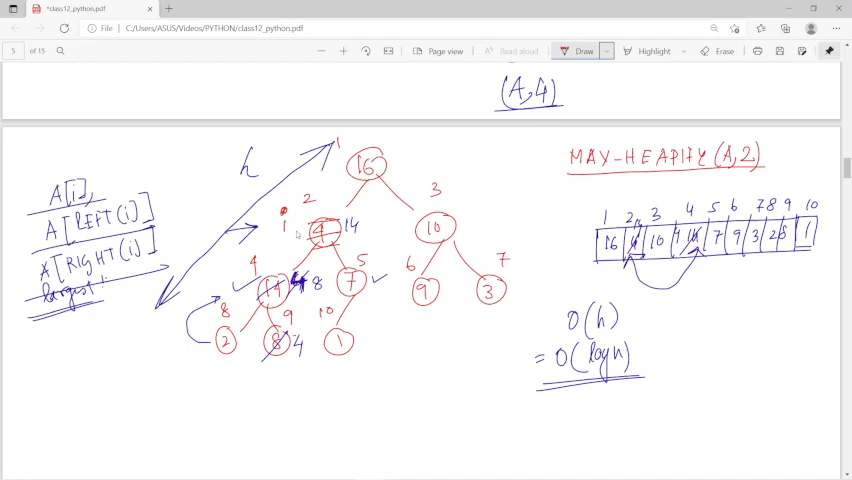 *class12_python.pdf
File
C:/Users/ASUS/Videos/PYTHON/class12_python.pdf
5 of 15
Page view
Read aloud
Draw
Highlight
Erase
(A,4)
MAX-HEAPIFY (A,2)
h
A[i],
A[LEFT(i)]
A[RIGHT(i)]
largest
1
16
2
3
i
4
14
10
4
5
6
7
14
4
8
7
9
3
8
9
10
2
8
4
1
1 2 3 4 5 6 7 8 9 10
16 4 10 14 7 9 3 2 8 1
O(h)
= O(log n)